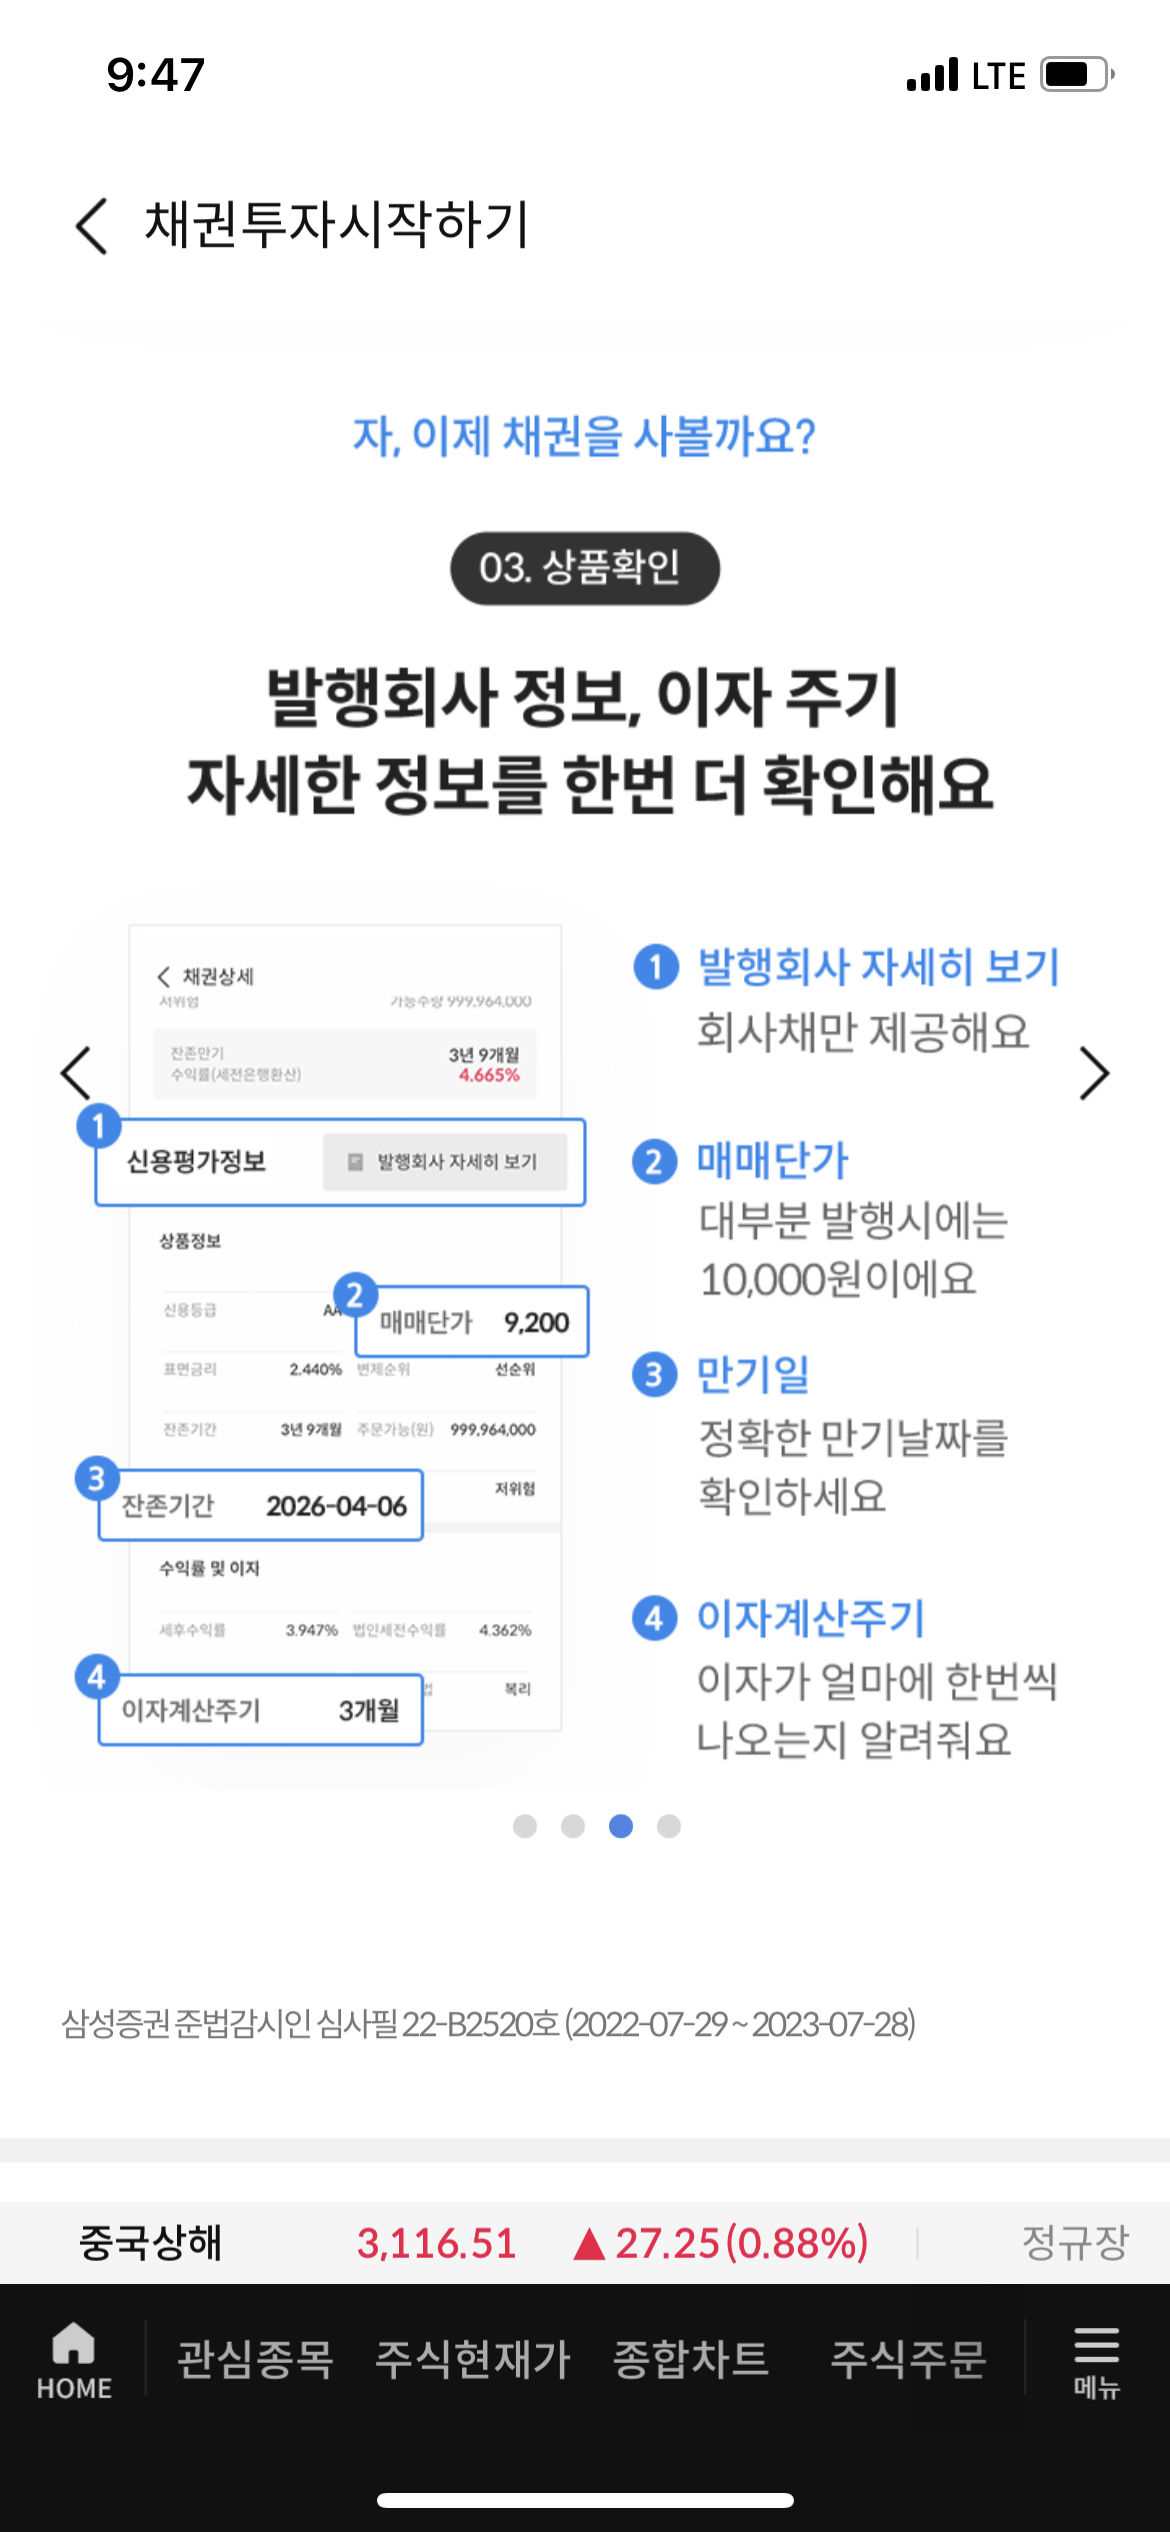 9:47
LTE
채권투자시작하기
자, 이제 채권을 사볼까요?
03. 상품확인
발행회사 정보, 이자 주기
자세한 정보를 한번 더 확인해요
채권상세
저위험 가능수량 999,964,000
잔존만기 3년 9개월
수익률(세전은행환산) 4.665%
1
신용평가정보 발행회사 자세히 보기
상품정보
신용등급 AA
2
매매단가 9,200
표면금리 2.440% 변제순위 선순위
잔존기간 3년 9개월 주문가능(원) 999,964,000
저위험
3
잔존기간 2026-04-06
수익률 및 이자
세후수익률 3.947% 법인세전수익률 4.362%
복리
4
이자계산주기 3개월
1 발행회사 자세히 보기
회사채만 제공해요
2 매매단가
대부분 발행시에는
10,000원이에요
3 만기일
정확한 만기날짜를
확인하세요
4 이자계산주기
이자가 얼마에 한번씩
나오는지 알려줘요
삼성증권 준법감시인 심사필 22-B2520호 (2022-07-29 ~ 2023-07-28)
중국상해 3,116.51 ▲ 27.25(0.88%) 정규장
HOME 관심종목 주식현재가 종합차트 주식주문 메뉴